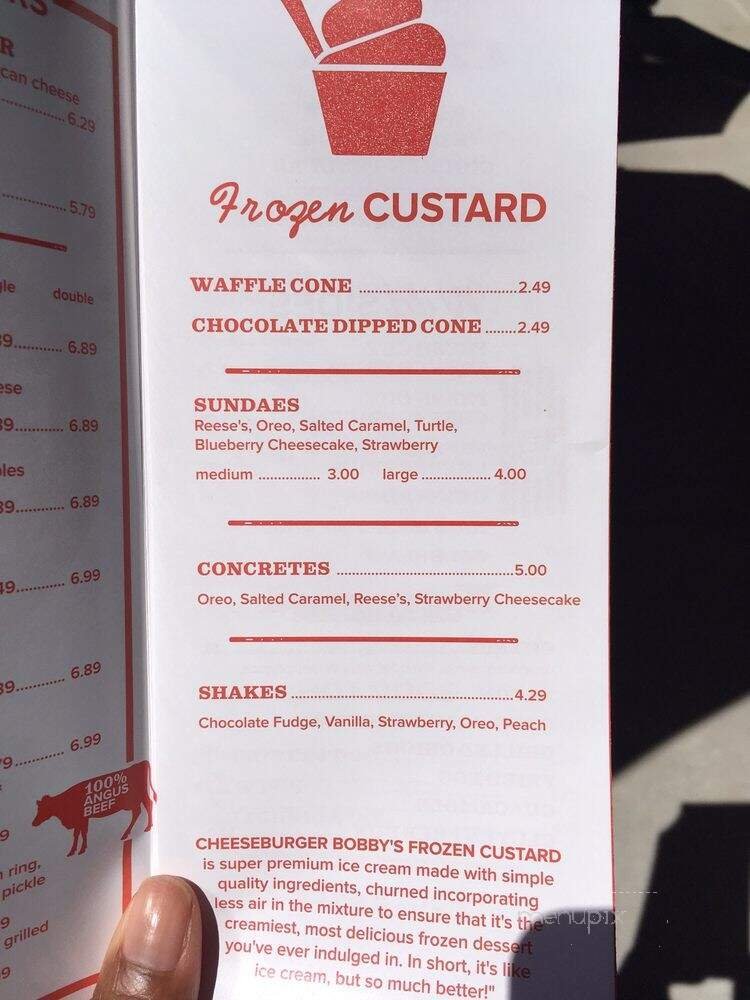 can cheese
6.29
5.79
double
6.89
6.89
6.89
6.99
6.89
6.99
100%
ANGUS
BEEF
ring,
pickle
grilled
Frozen CUSTARD
WAFFLE CONE ........................................2.49
CHOCOLATE DIPPED CONE ........2.49
SUNDAES
Reese's, Oreo, Salted Caramel, Turtle,
Blueberry Cheesecake, Strawberry
medium ................ 3.00 large .................. 4.00
CONCRETES .............................................5.00
Oreo, Salted Caramel, Reese's, Strawberry Cheesecake
SHAKES ........................................................4.29
Chocolate Fudge, Vanilla, Strawberry, Oreo, Peach
CHEESEBURGER BOBBY'S FROZEN CUSTARD
is super premium ice cream made with simple
quality ingredients, churned incorporating
less air in the mixture to ensure that it's the
creamiest, most delicious frozen dessert
you've ever indulged in. In short, it's like
ice cream, but so much better!"
menupix